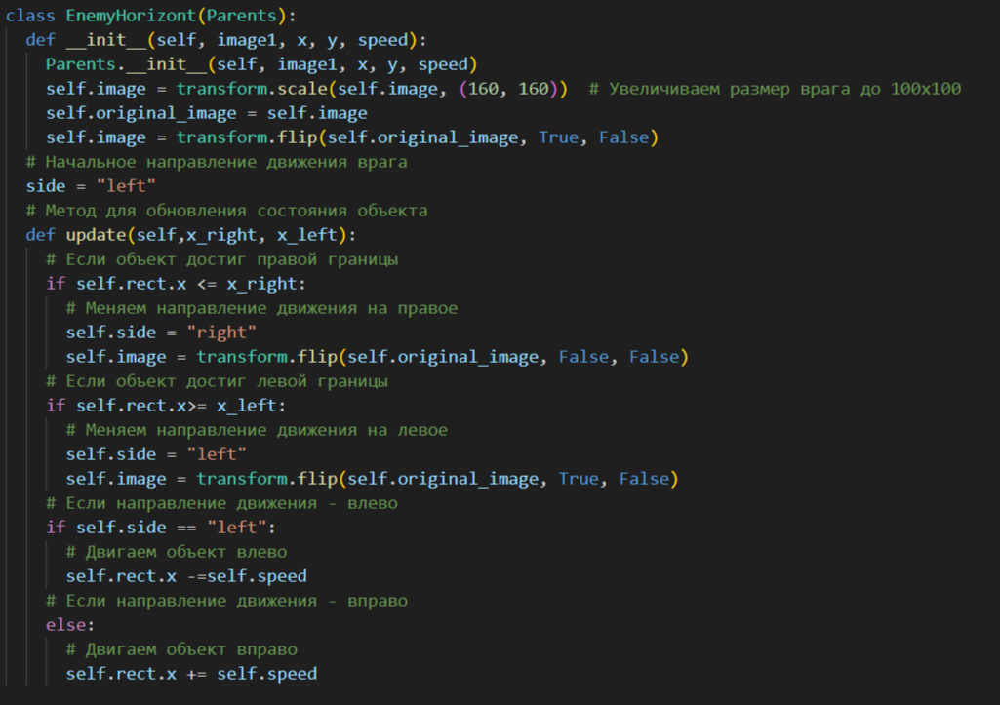 class EnemyHorizont(Parents):
  def __init__(self, image1, x, y, speed):
    Parents.__init__(self, image1, x, y, speed)
    self.image = transform.scale(self.image, (160, 160))  # Увеличиваем размер врага до 100x100
    self.original_image = self.image
    self.image = transform.flip(self.original_image, True, False)
  # Начальное направление движения врага
  side = "left"
  # Метод для обновления состояния объекта
  def update(self,x_right, x_left):
    # Если объект достиг правой границы
    if self.rect.x <= x_right:
      # Меняем направление движения на правое
      self.side = "right"
      self.image = transform.flip(self.original_image, False, False)
    # Если объект достиг левой границы
    if self.rect.x>= x_left:
      # Меняем направление движения на левое
      self.side = "left"
      self.image = transform.flip(self.original_image, True, False)
    # Если направление движения - влево
    if self.side == "left":
      # Двигаем объект влево
      self.rect.x -=self.speed
    # Если направление движения - вправо
    else:
      # Двигаем объект вправо
      self.rect.x += self.speed